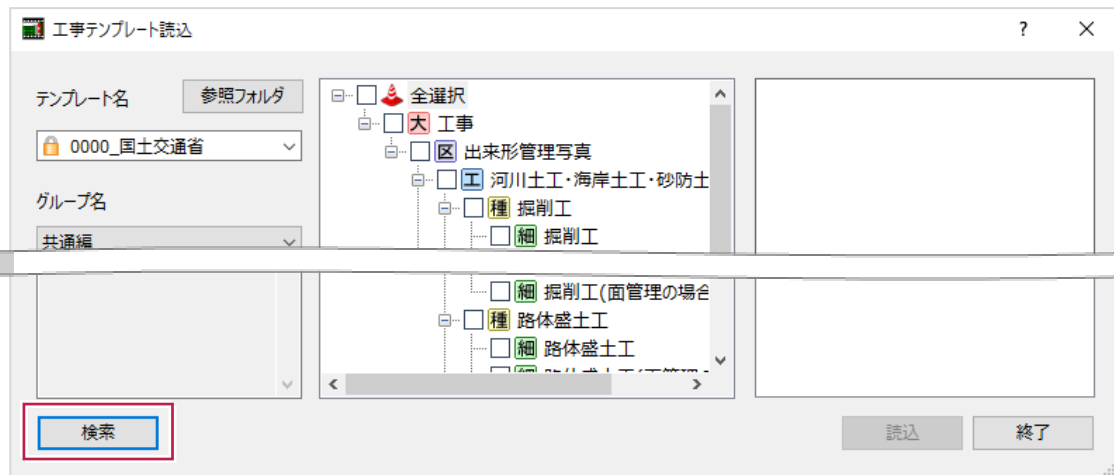 工事テンプレート読込
?
×
テンプレート名
参照フォルダ
0000_国土交通省
グループ名
共通編
全選択
大 工事
区 出来形管理写真
工 河川土工・海岸土工・砂防土
種 掘削工
細 掘削工
細 掘削工(面管理の場合
種 路体盛土工
細 路体盛土工
検索
読込
終了